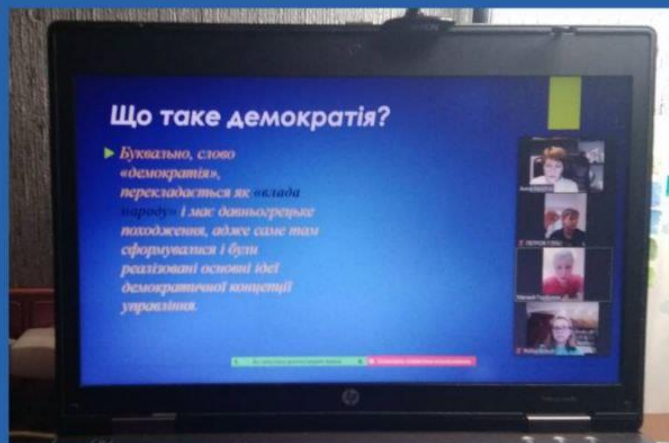 Що таке демократія?
Буквально, слово
«демократія»,
перекладається як «влада
народу» і має давньогрецьке
походження, адже саме там
сформувалися і були
реалізовані основні ідеї
демократичної концепції
управління.
hp